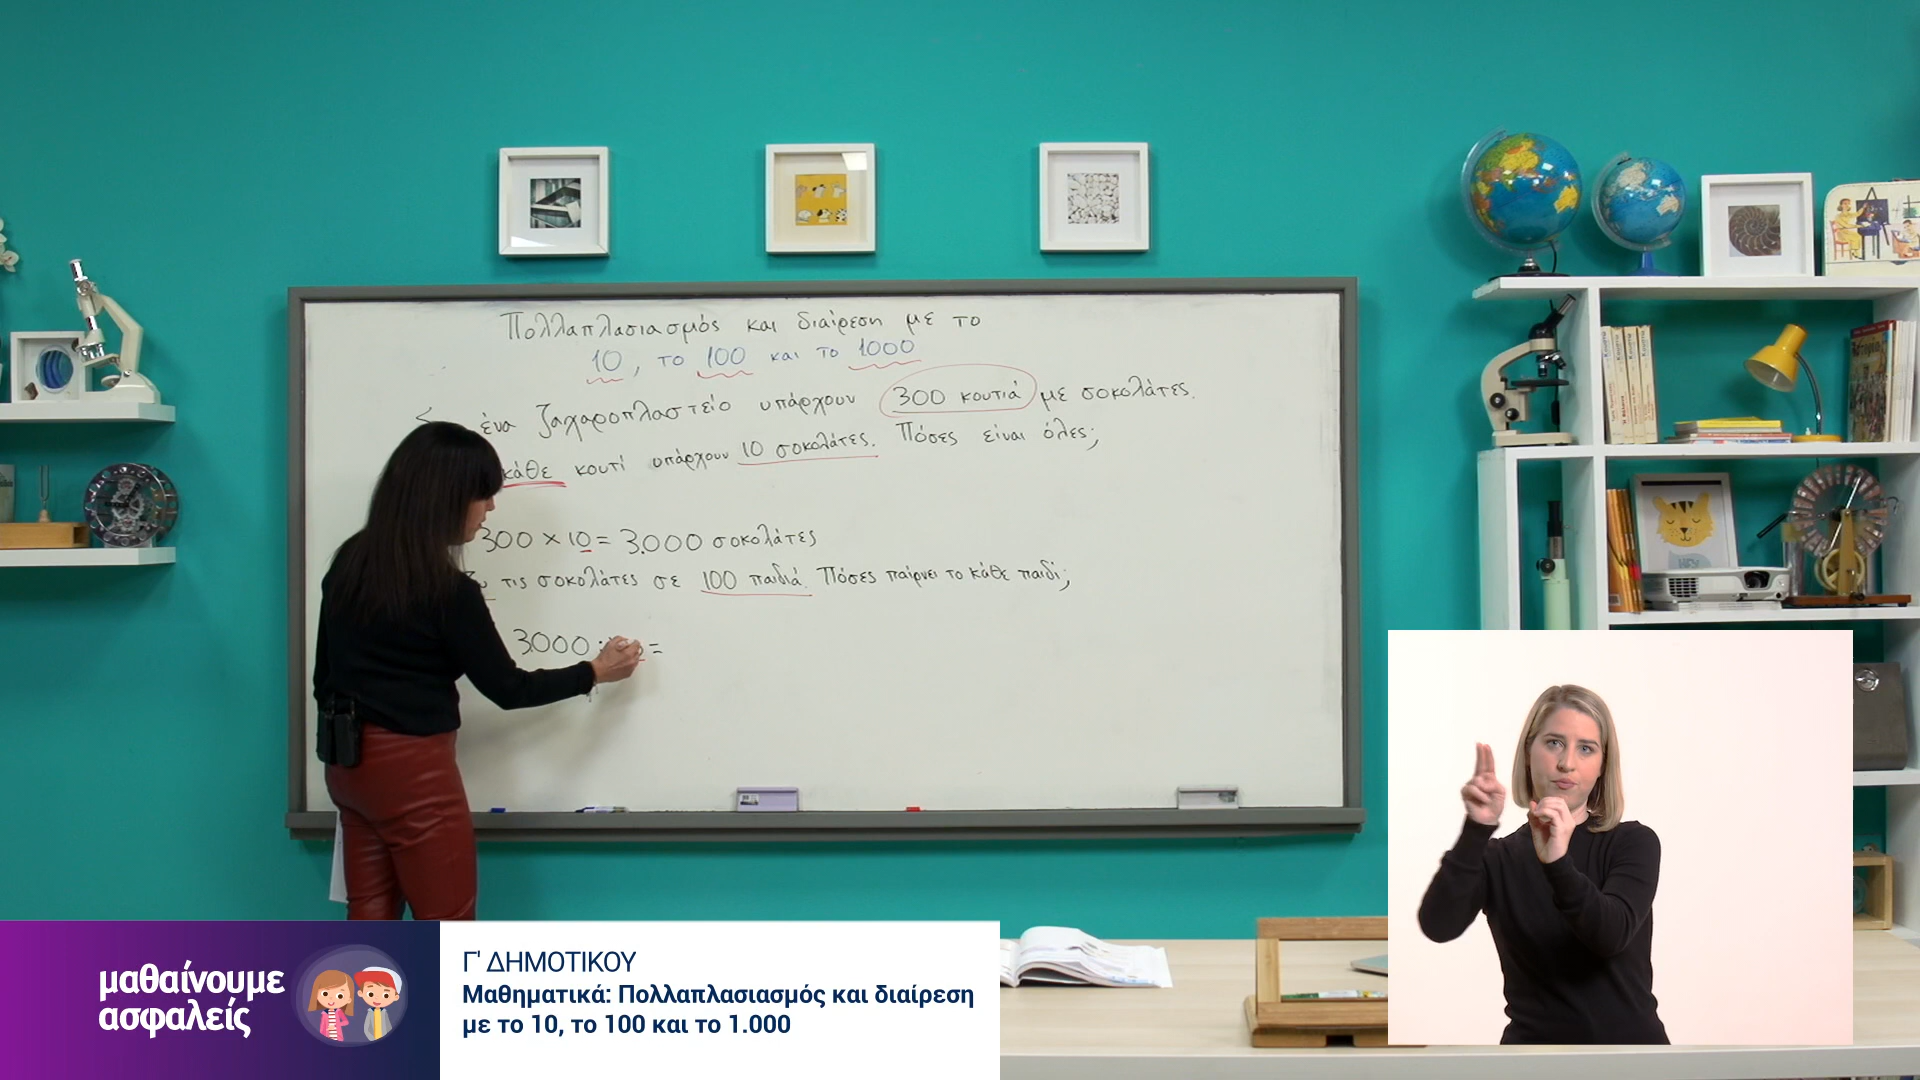 Πολλαπλασιασμός και διαίρεση με το
10, το 100 και το 1000
ένα ζαχαροπλαστείο υπάρχουν 300 κουτιά με σοκολάτες.
κάθε κουτί υπάρχουν 10 σοκολάτες. Πόσες είναι όλες;
300 × 10 = 3.000 σοκολάτες
τις σοκολάτες σε 100 παιδιά. Πόσες παίρνει το κάθε παιδί;
3.000 : =
μαθαίνουμε
ασφαλείς
Γ' ΔΗΜΟΤΙΚΟΥ
Μαθηματικά: Πολλαπλασιασμός και διαίρεση
με το 10, το 100 και το 1.000